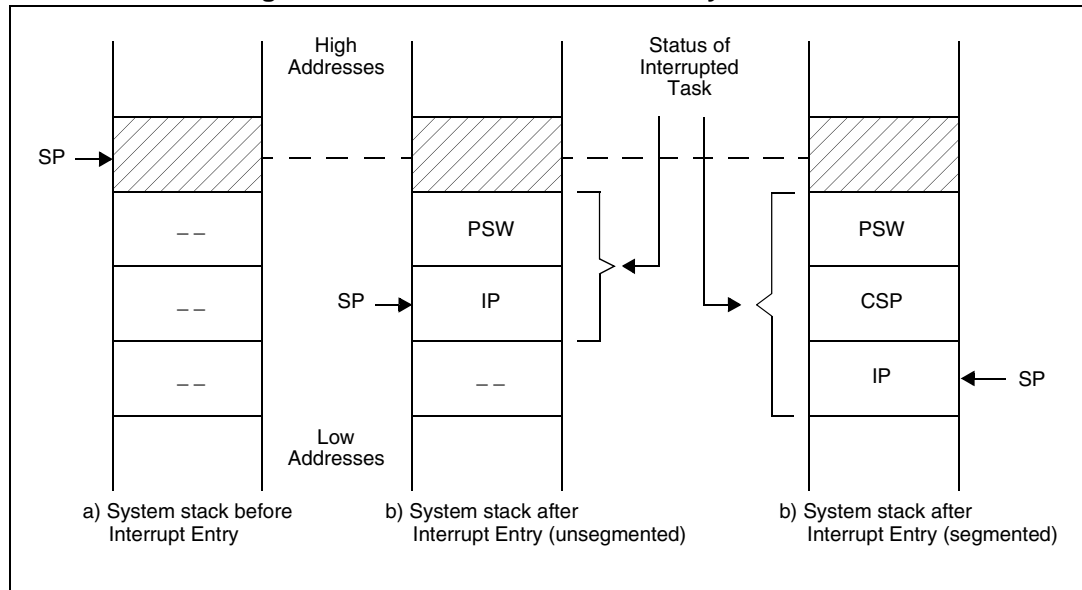 High
Addresses
Status of
Interrupted
Task
SP
_ _
PSW
PSW
SP
_ _
IP
CSP
_ _
_ _
IP
SP
Low
Addresses
a) System stack before
Interrupt Entry
b) System stack after
Interrupt Entry (unsegmented)
b) System stack after
Interrupt Entry (segmented)